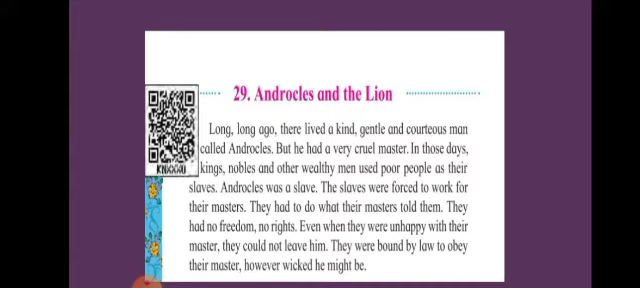 29. Androcles and the Lion
Long, long ago, there lived a kind, gentle and courteous man
called Androcles. But he had a very cruel master. In those days,
kings, nobles and other wealthy men used poor people as their
slaves. Androcles was a slave. The slaves were forced to work for
their masters. They had to do what their masters told them. They
had no freedom, no rights. Even when they were unhappy with their
master, they could not leave him. They were bound by law to obey
their master, however wicked he might be.